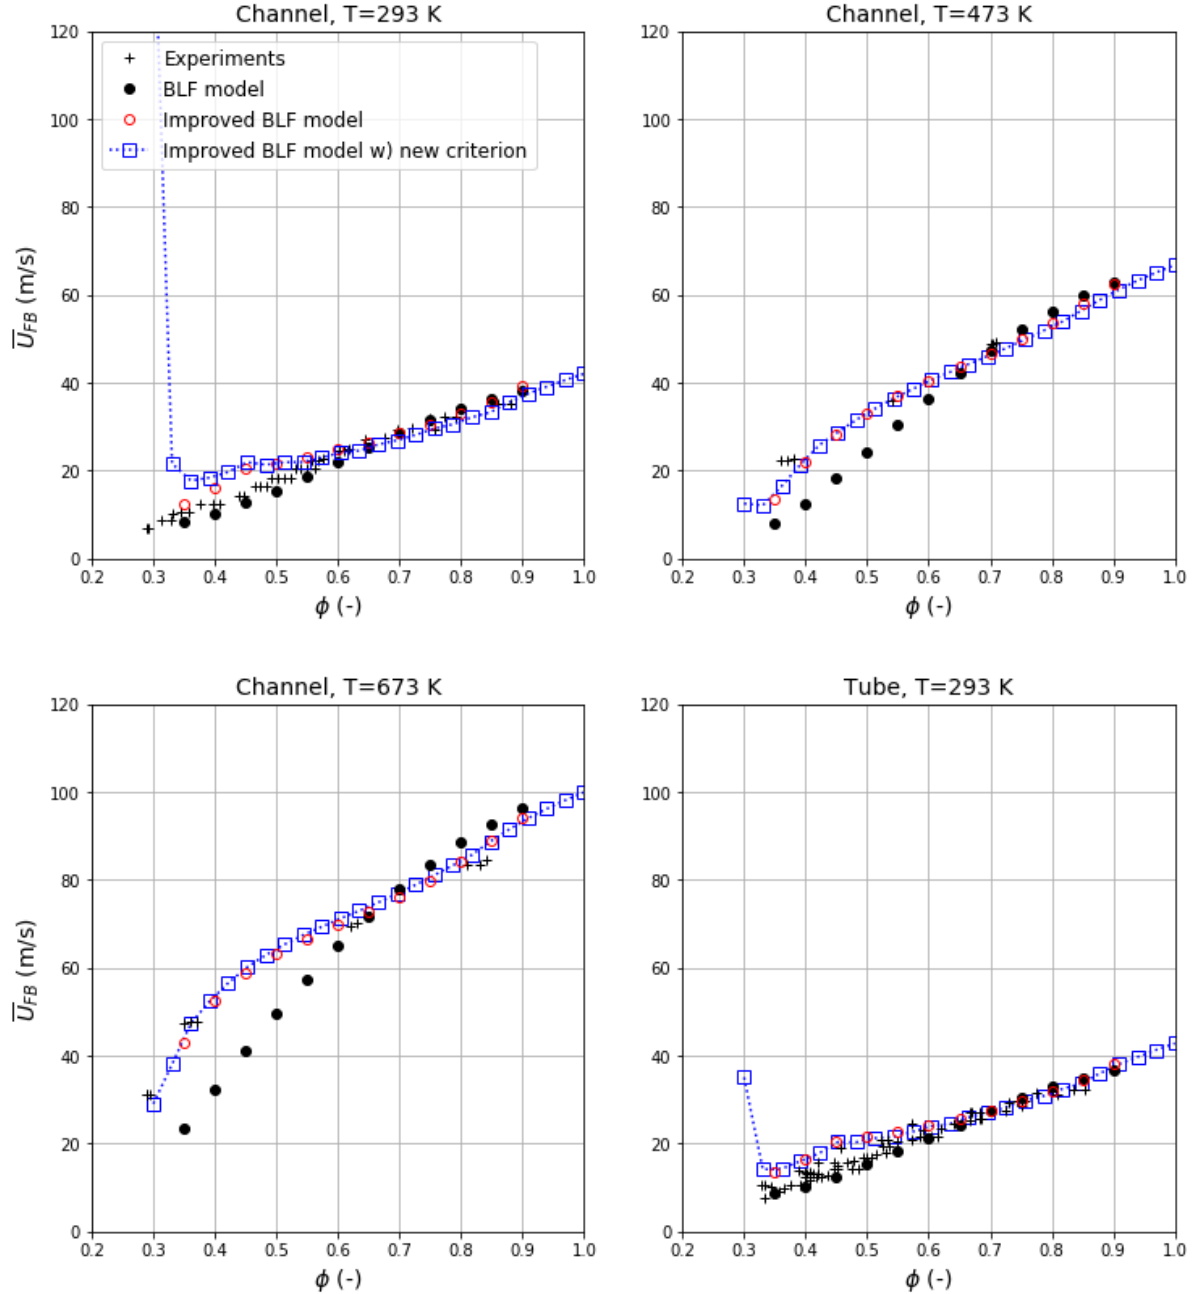 Channel, T=293 K
120
100
80
60
40
20
0
0.2 0.3 0.4 0.5 0.6 0.7 0.8 0.9 1.0
U̅_FB (m/s)
ϕ (-)
Experiments
BLF model
Improved BLF model
Improved BLF model w) new criterion
Channel, T=473 K
120
100
80
60
40
20
0
0.2 0.3 0.4 0.5 0.6 0.7 0.8 0.9 1.0
ϕ (-)
Channel, T=673 K
120
100
80
60
40
20
0
0.2 0.3 0.4 0.5 0.6 0.7 0.8 0.9 1.0
U̅_FB (m/s)
ϕ (-)
Tube, T=293 K
120
100
80
60
40
20
0
0.2 0.3 0.4 0.5 0.6 0.7 0.8 0.9 1.0
ϕ (-)